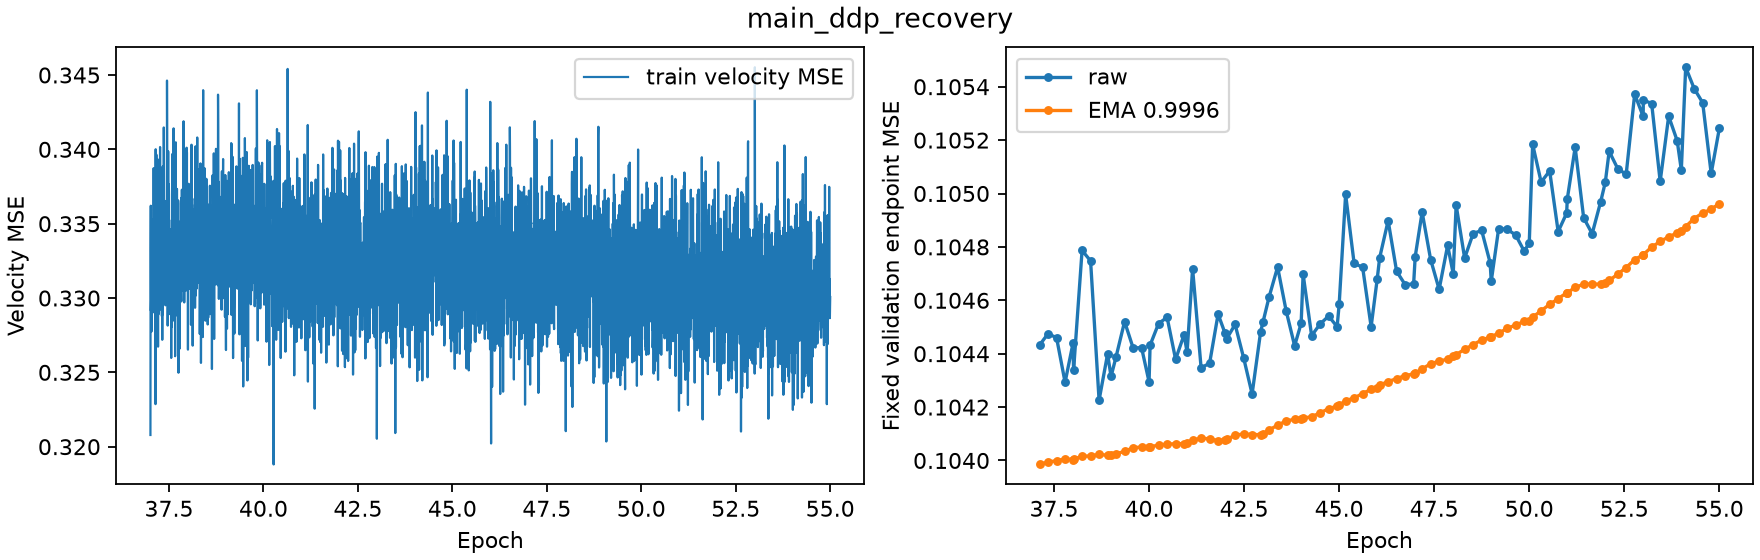 main_ddp_recovery
Velocity MSE
0.345
0.340
0.335
0.330
0.325
0.320
train velocity MSE
37.5 40.0 42.5 45.0 47.5 50.0 52.5 55.0
Epoch
Fixed validation endpoint MSE
0.1054
0.1052
0.1050
0.1048
0.1046
0.1044
0.1042
0.1040
raw
EMA 0.9996
37.5 40.0 42.5 45.0 47.5 50.0 52.5 55.0
Epoch